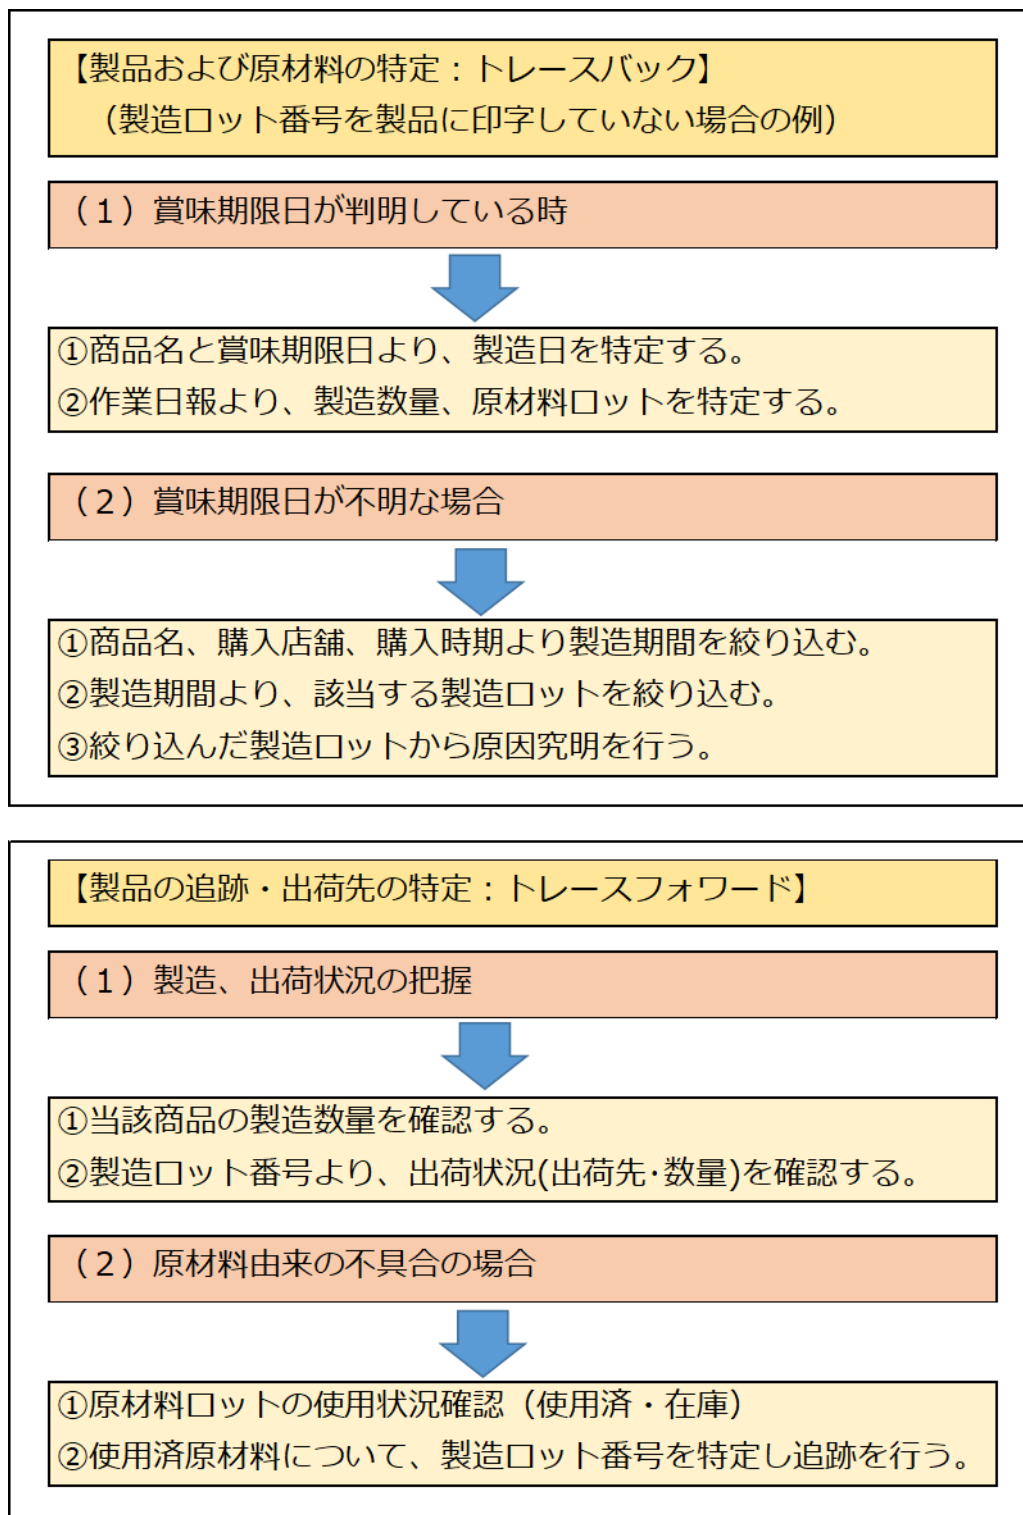 【製品および原材料の特定：トレースバック】
（製造ロット番号を製品に印字していない場合の例）
（１）賞味期限日が判明している時
①商品名と賞味期限日より、製造日を特定する。
②作業日報より、製造数量、原材料ロットを特定する。
（２）賞味期限日が不明な場合
①商品名、購入店舗、購入時期より製造期間を絞り込む。
②製造期間より、該当する製造ロットを絞り込む。
③絞り込んだ製造ロットから原因究明を行う。
【製品の追跡・出荷先の特定：トレースフォワード】
（１）製造、出荷状況の把握
①当該商品の製造数量を確認する。
②製造ロット番号より、出荷状況(出荷先･数量)を確認する。
（２）原材料由来の不具合の場合
①原材料ロットの使用状況確認（使用済・在庫）
②使用済原材料について、製造ロット番号を特定し追跡を行う。